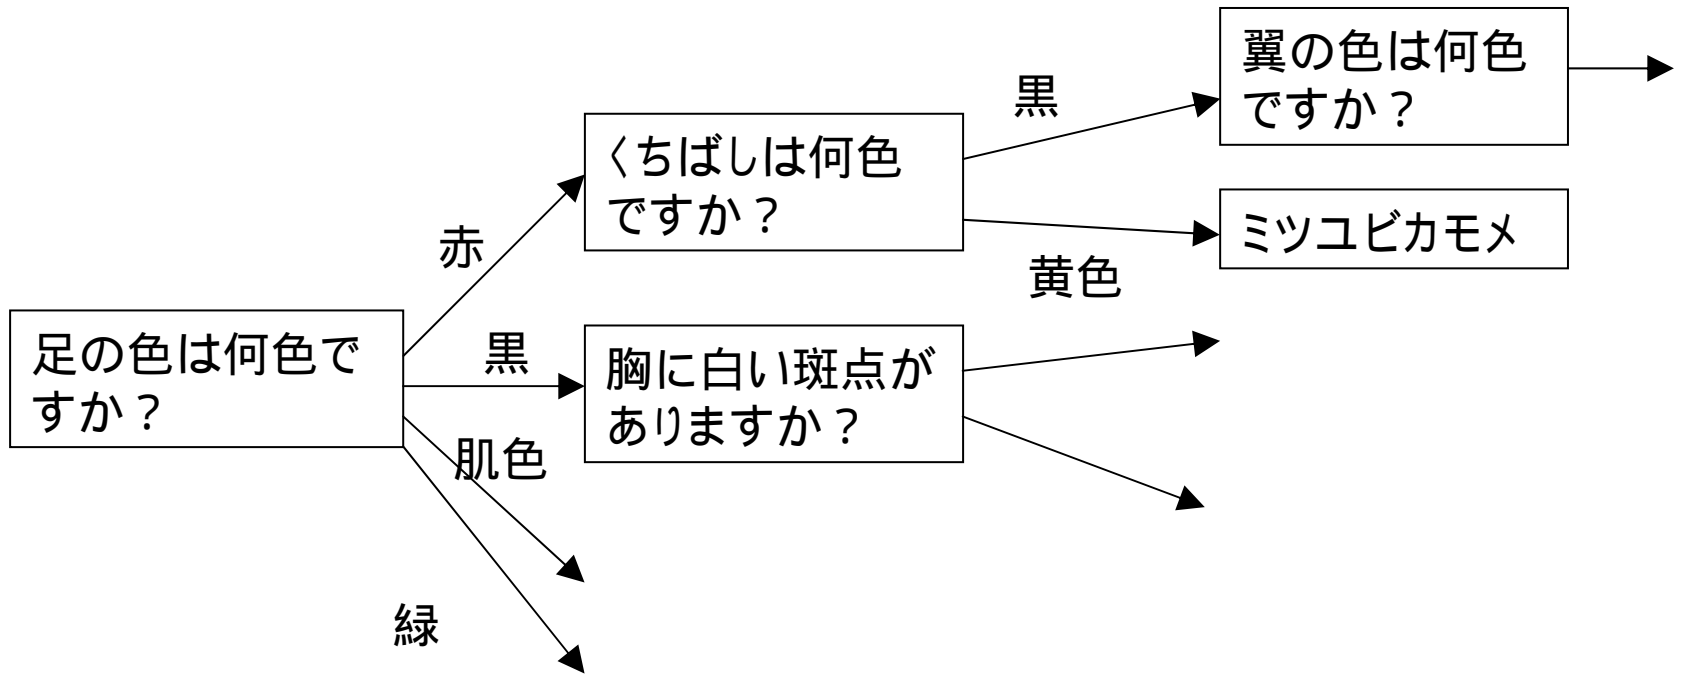 翼の色は何色
ですか？
黒
くちばしは何色
ですか？
ミツユビカモメ
赤
黄色
足の色は何色で
すか？
黒
胸に白い斑点が
ありますか？
肌色
緑